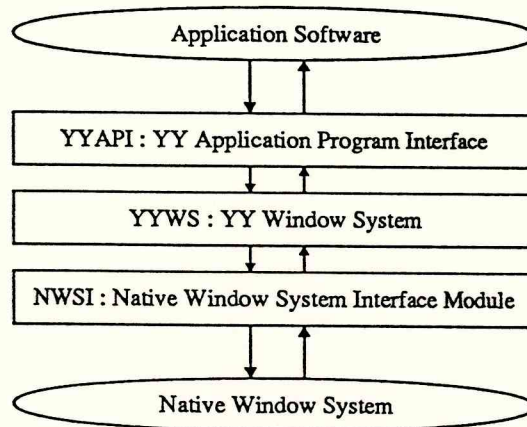 Application Software
YYAPI : YY Application Program Interface
YYWS : YY Window System
NWSI : Native Window System Interface Module
Native Window System